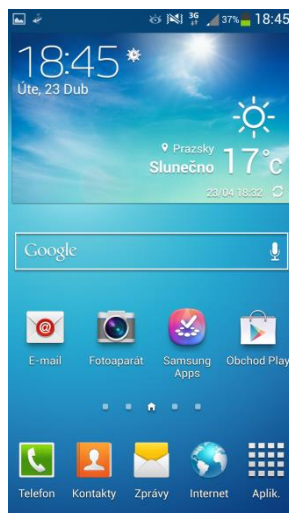 3G 37% 18:45
18:45
Úte, 23 Dub
Prazsky
Slunečno 17°c
23/04 18:32
Google
E-mail Fotoaparát Samsung Apps Obchod Play
Telefon Kontakty Zprávy Internet Aplik.